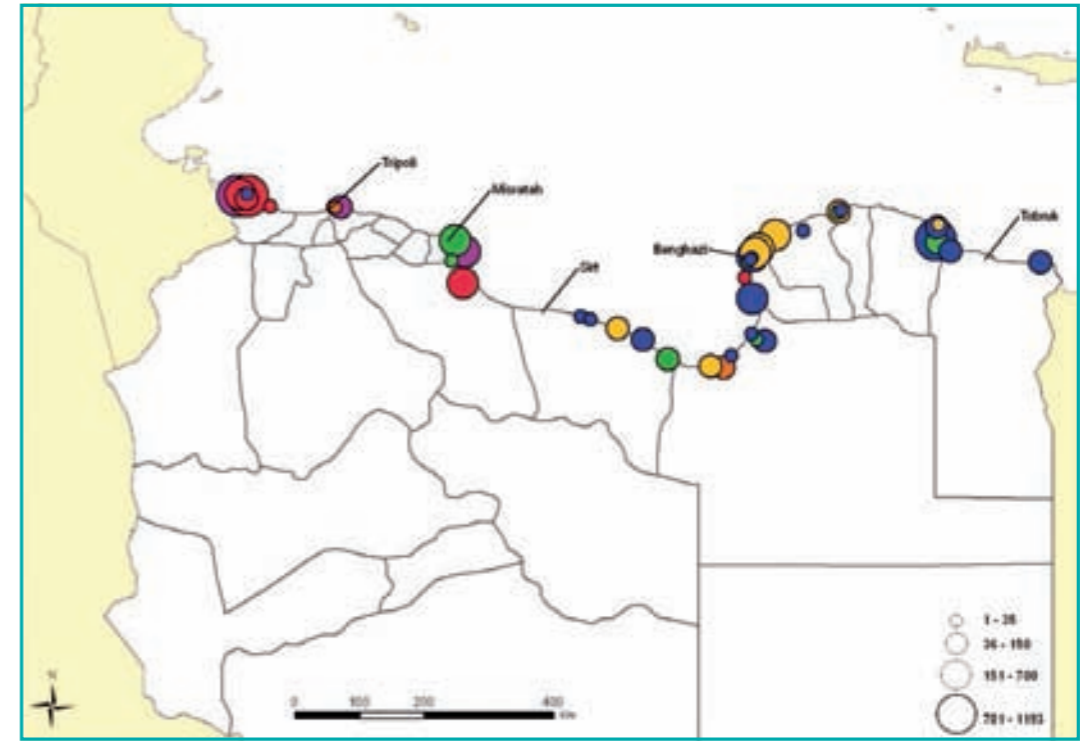 Tripoli
Misratah
Benghazi
Tobruk
Sirt
1 - 35
36 - 150
151 - 700
701 - 1193
N
0 100 200 400